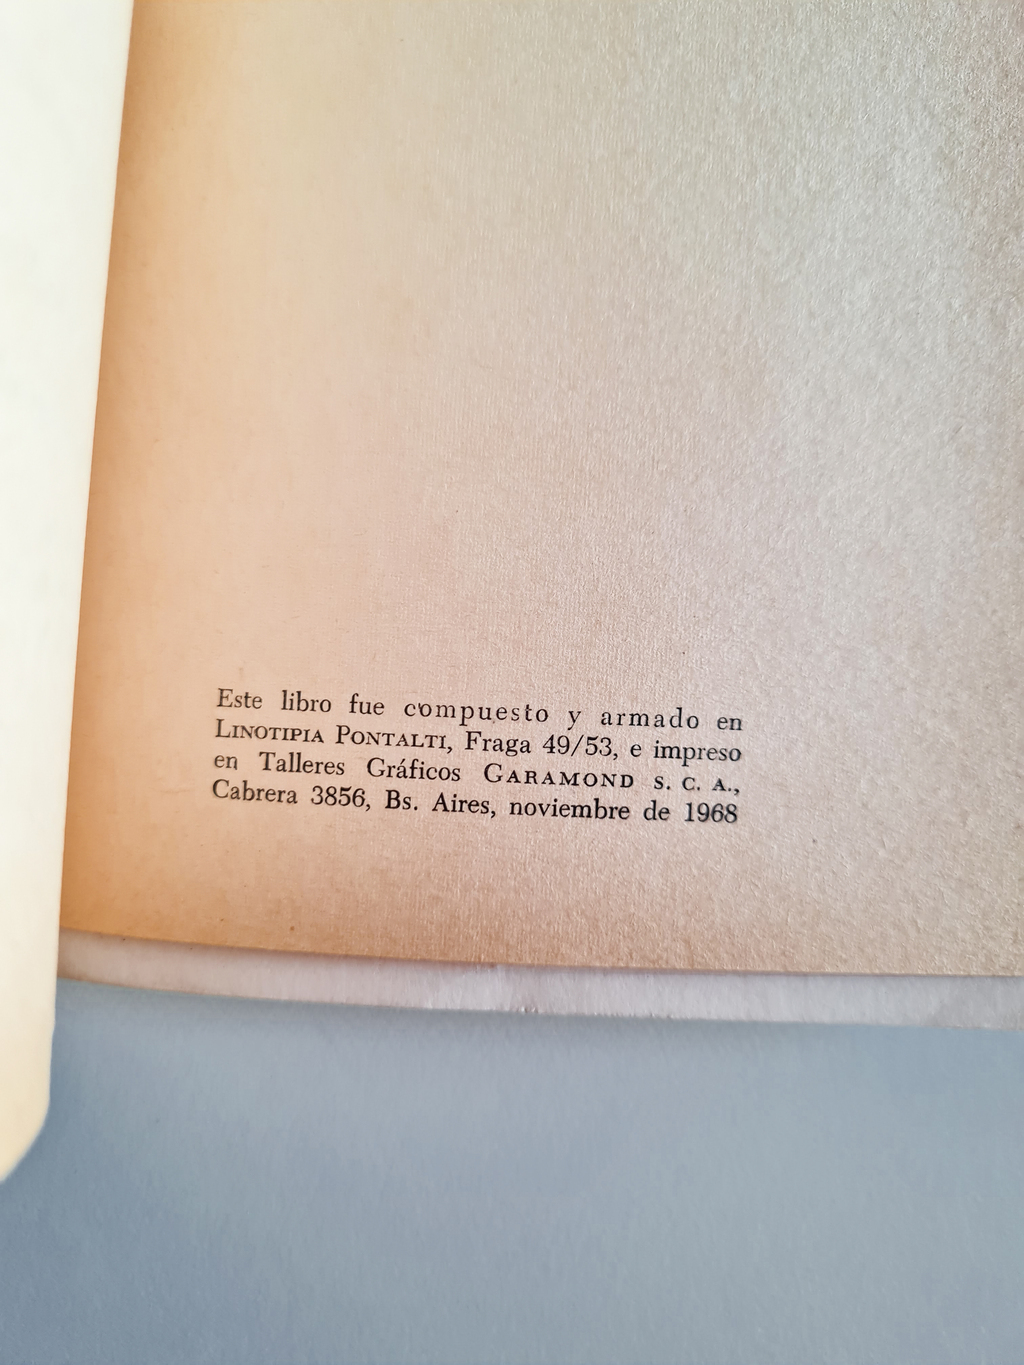 Este libro fue compuesto y armado en
LINOTIPIA PONTALTI, Fraga 49/53, e impreso
en Talleres Gráficos GARAMOND S. C. A.,
Cabrera 3856, Bs. Aires, noviembre de 1968